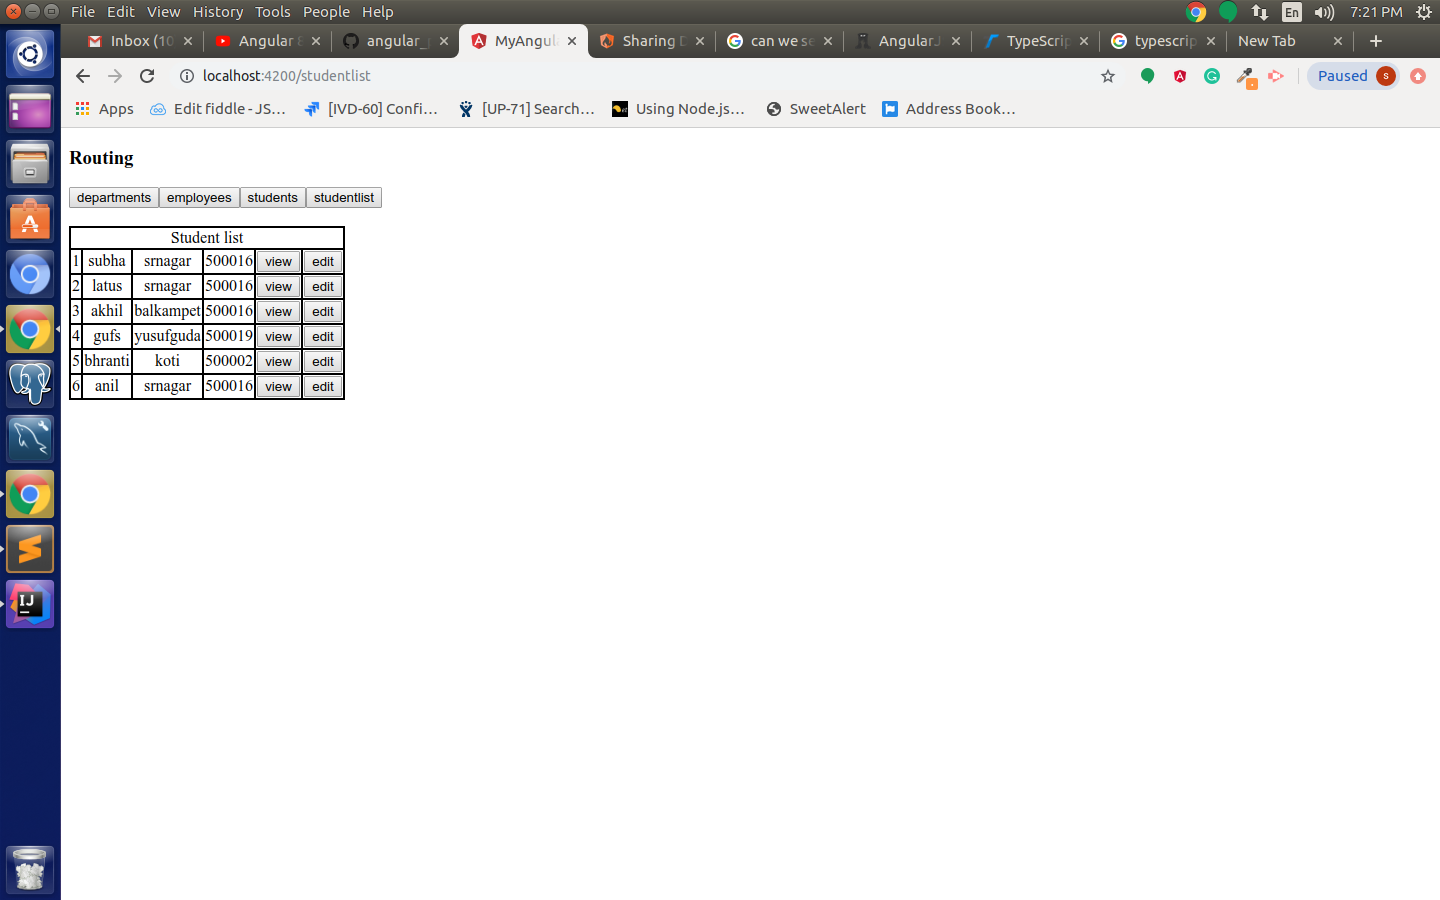 File Edit View History Tools People Help
En 7:21 PM
Inbox (10 Angular 8 angular_ MyAngul Sharing D can we se AngularJ TypeScrip typescrip New Tab
localhost:4200/studentlist Paused s
Apps Edit fiddle - JS... [IVD-60] Confi... [UP-71] Search... Using Node.js... SweetAlert Address Book...
Routing
departments employees students studentlist
Student list
1 subha srnagar 500016 view edit
2 latus srnagar 500016 view edit
3 akhil balkampet 500016 view edit
4 gufs yusufguda 500019 view edit
5 bhranti koti 500002 view edit
6 anil srnagar 500016 view edit
IJ